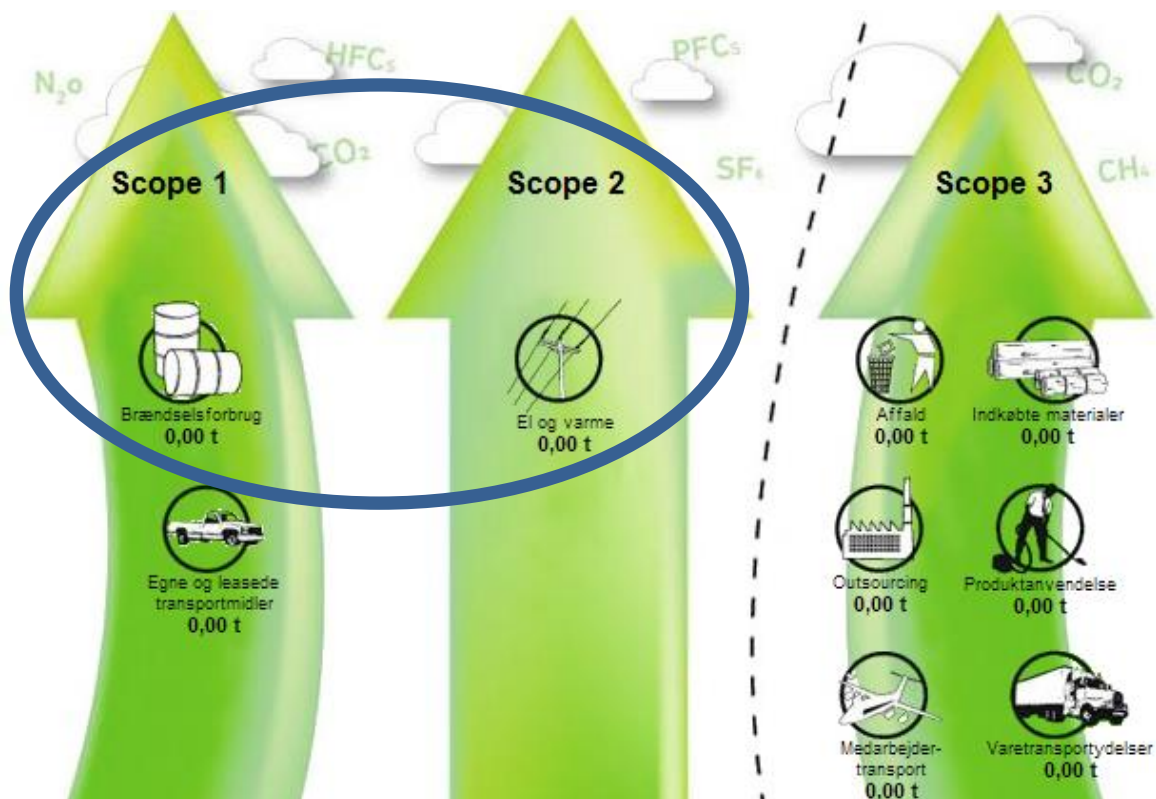 N₂O
HFCs
CO₂
PFCs
SF₆
CO₂
CH₄
Scope 1
Scope 2
Scope 3
Brændselsforbrug
0,00 t
El og varme
0,00 t
Affald
0,00 t
Indkøbte materialer
0,00 t
Egne og leasede
transportmidler
0,00 t
Outsourcing
0,00 t
Produktanvendelse
0,00 t
Medarbejder-
transport
0,00 t
Varetransportydelser
0,00 t